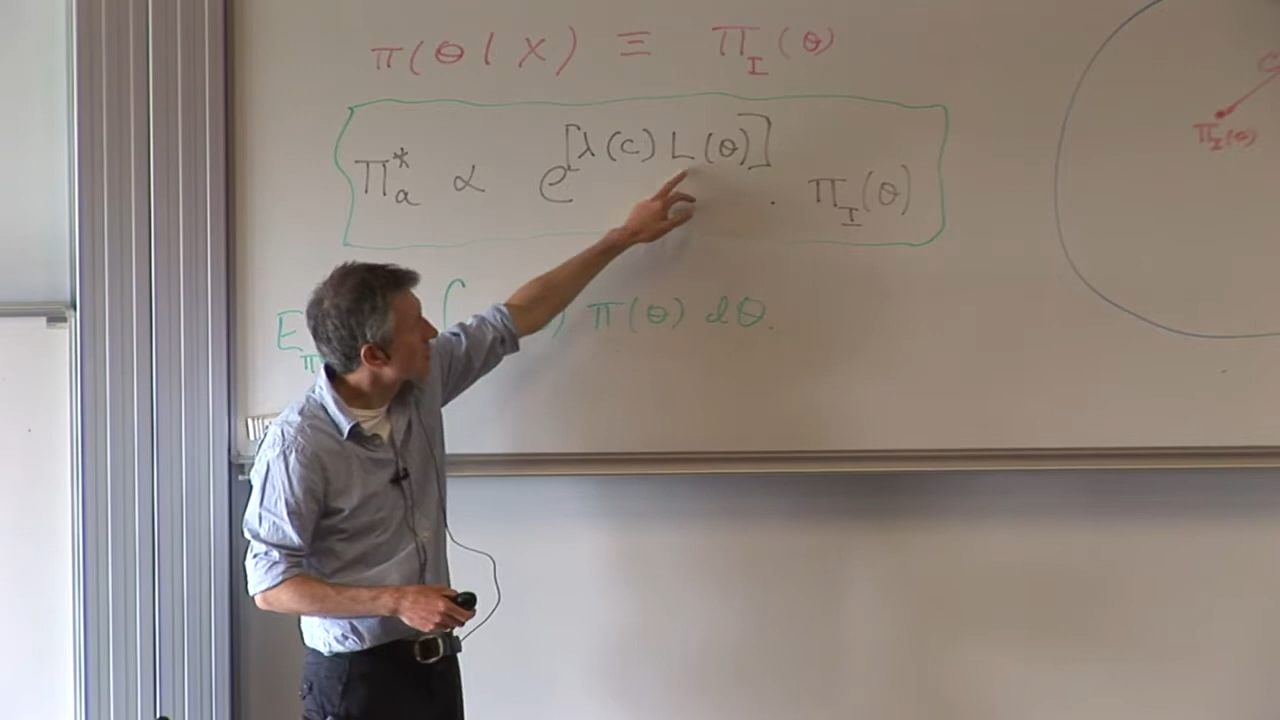 π(θ|X) ≡ Π_I(θ)
Π*_a ∝ e^[λ(c) L(θ)] · Π_I(θ)
E_π ∫ ) π(θ) dθ.
C
Π_I(θ)